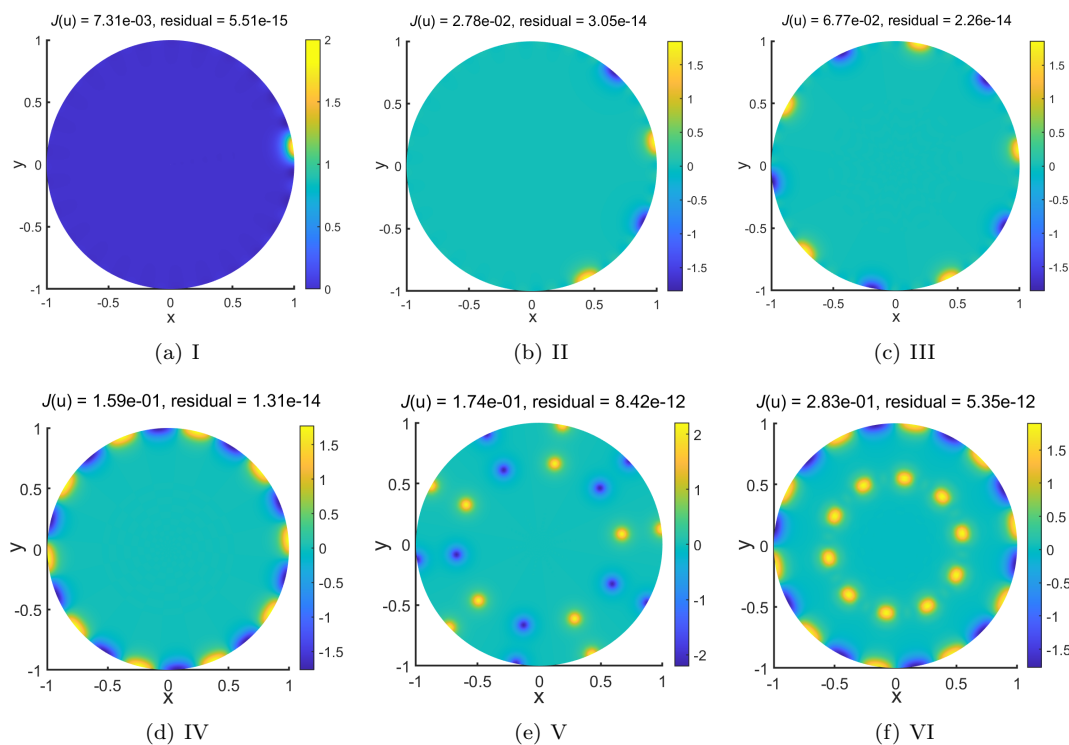 J(u) = 7.31e-03, residual = 5.51e-15
1
0.5
0
-0.5
-1
y
-1 -0.5 0 0.5 1
x
2
1.5
1
0.5
0
(a) I
J(u) = 2.78e-02, residual = 3.05e-14
1
0.5
0
-0.5
-1
y
-1 -0.5 0 0.5 1
x
1.5
1
0.5
0
-0.5
-1
-1.5
(b) II
J(u) = 6.77e-02, residual = 2.26e-14
1
0.5
0
-0.5
-1
y
-1 -0.5 0 0.5 1
x
1.5
1
0.5
0
-0.5
-1
-1.5
(c) III
J(u) = 1.59e-01, residual = 1.31e-14
1
0.5
0
-0.5
-1
y
-1 -0.5 0 0.5 1
x
1.5
1
0.5
0
-0.5
-1
-1.5
(d) IV
J(u) = 1.74e-01, residual = 8.42e-12
1
0.5
0
-0.5
-1
y
-1 -0.5 0 0.5 1
x
2
1
0
-1
-2
(e) V
J(u) = 2.83e-01, residual = 5.35e-12
1
0.5
0
-0.5
-1
y
-1 -0.5 0 0.5 1
x
1.5
1
0.5
0
-0.5
-1
-1.5
(f) VI